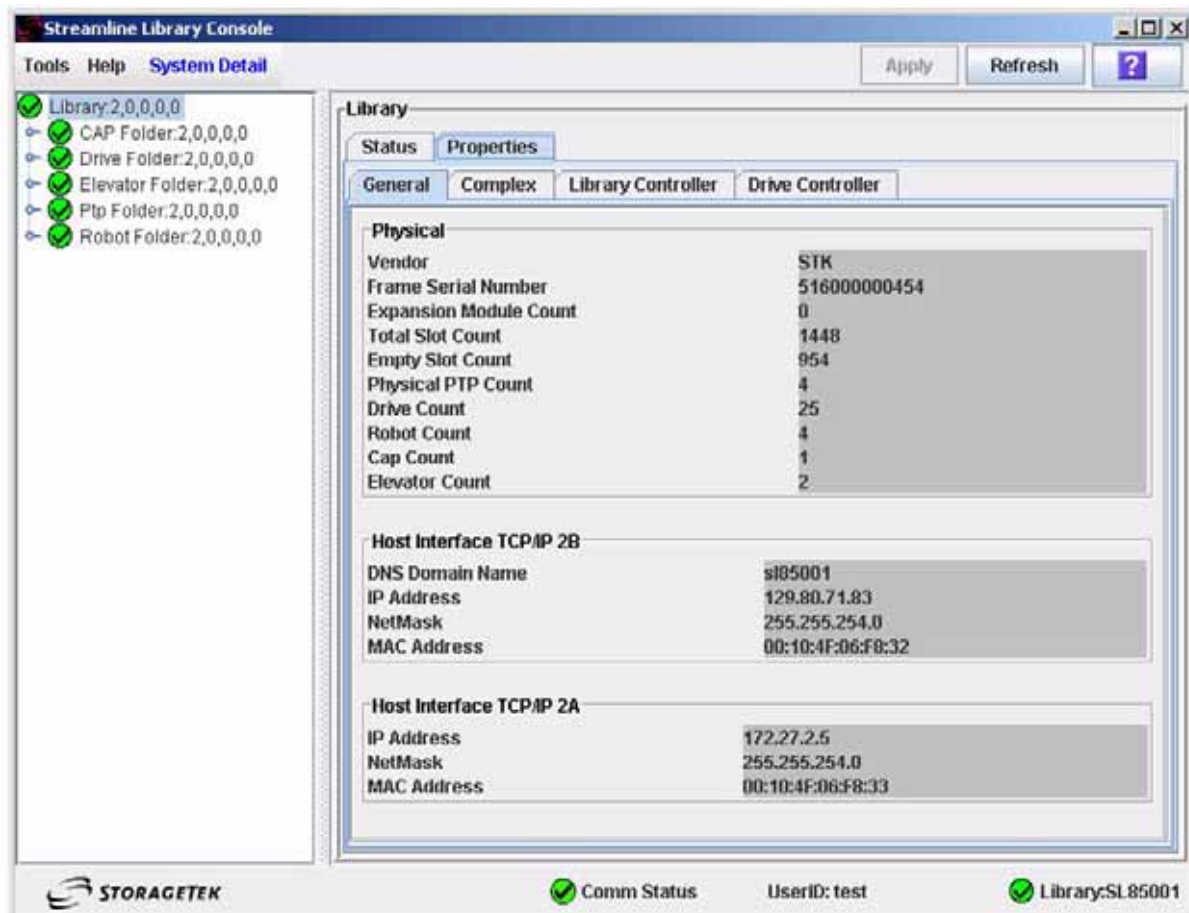 Streamline Library Console
Tools Help System Detail
Apply Refresh ?
Library:2,0,0,0,0
CAP Folder:2,0,0,0,0
Drive Folder:2,0,0,0,0
Elevator Folder:2,0,0,0,0
Ptp Folder:2,0,0,0,0
Robot Folder:2,0,0,0,0
Library
Status Properties
General Complex Library Controller Drive Controller
Physical
Vendor STK
Frame Serial Number 516000000454
Expansion Module Count 0
Total Slot Count 1448
Empty Slot Count 954
Physical PTP Count 4
Drive Count 25
Robot Count 4
Cap Count 1
Elevator Count 2
Host Interface TCP/IP 2B
DNS Domain Name sl85001
IP Address 129.80.71.83
NetMask 255.255.254.0
MAC Address 00:10:4F:06:F8:32
Host Interface TCP/IP 2A
IP Address 172.27.2.5
NetMask 255.255.254.0
MAC Address 00:10:4F:06:F8:33
STORAGETEK Comm Status UserID: test Library:SL85001